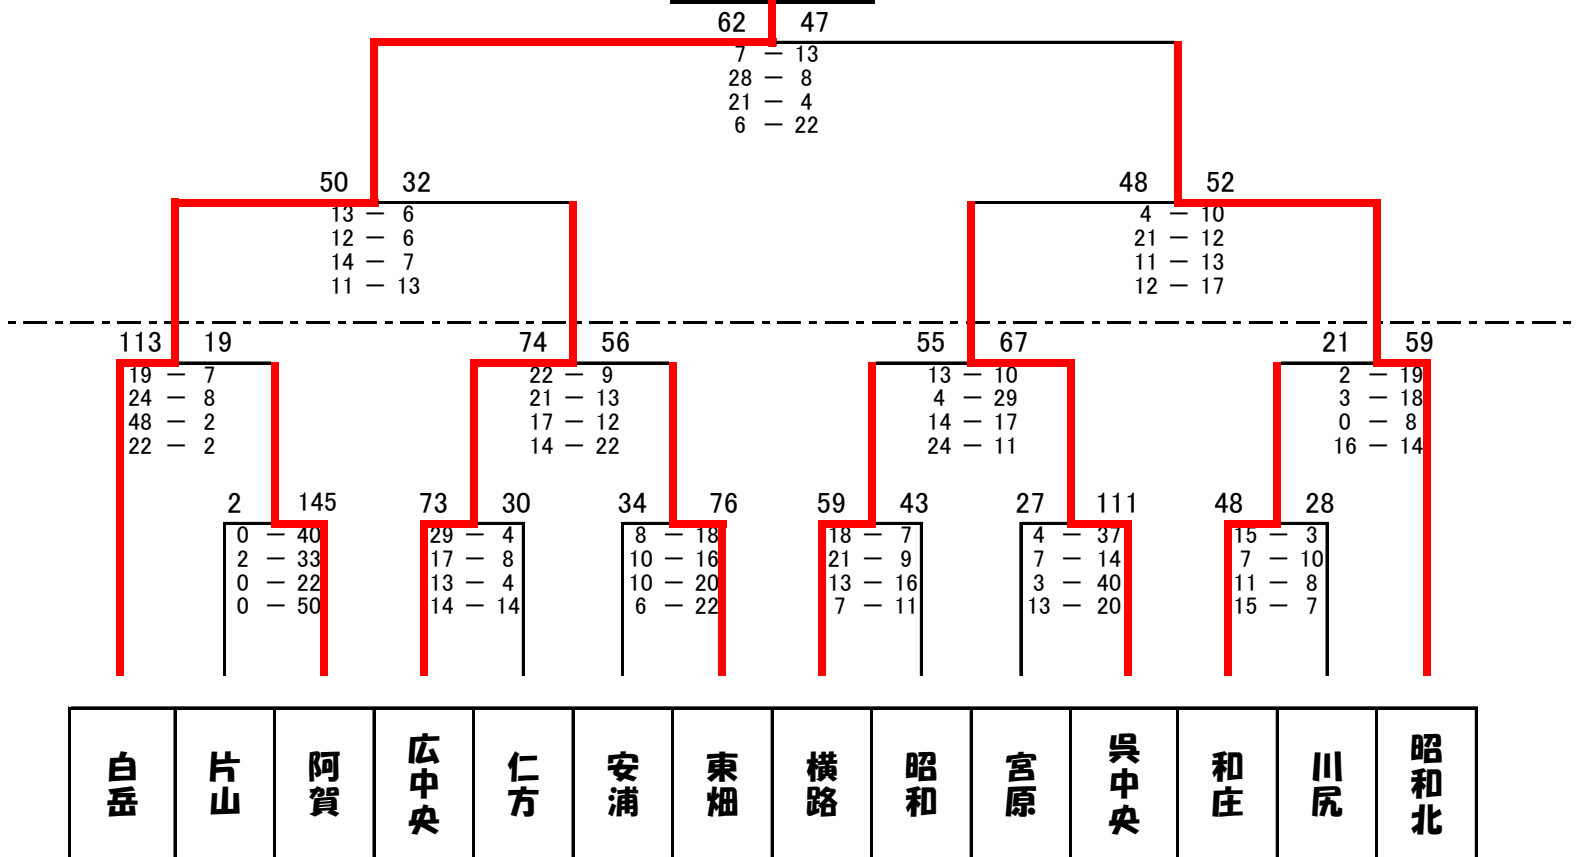 62 47
7 － 13
28 － 8
21 － 4
6 － 22
50 32
13 － 6
12 － 6
14 － 7
11 － 13
48 52
4 － 10
21 － 12
11 － 13
12 － 17
113 19
19 － 7
24 － 8
48 － 2
22 － 2
74 56
22 － 9
21 － 13
17 － 12
14 － 22
55 67
13 － 10
4 － 29
14 － 17
24 － 11
21 59
2 － 19
3 － 18
0 － 8
16 － 14
2 145
0 － 40
2 － 33
0 － 22
0 － 50
73 30
29 － 4
17 － 8
13 － 4
14 － 14
34 76
8 － 18
10 － 16
10 － 20
6 － 22
59 43
18 － 7
21 － 9
13 － 16
7 － 11
27 111
4 － 37
7 － 14
3 － 40
13 － 20
48 28
15 － 3
7 － 10
11 － 8
15 － 7
白岳
片山
阿賀
広中央
仁方
安浦
東畑
横路
昭和
宮原
呉中央
和庄
川尻
昭和北